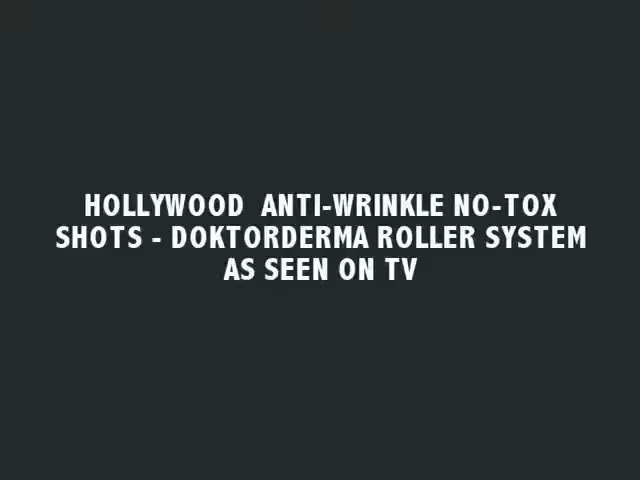 HOLLYWOOD  ANTI-WRINKLE NO-TOX
SHOTS - DOKTORDERMA ROLLER SYSTEM
AS SEEN ON TV